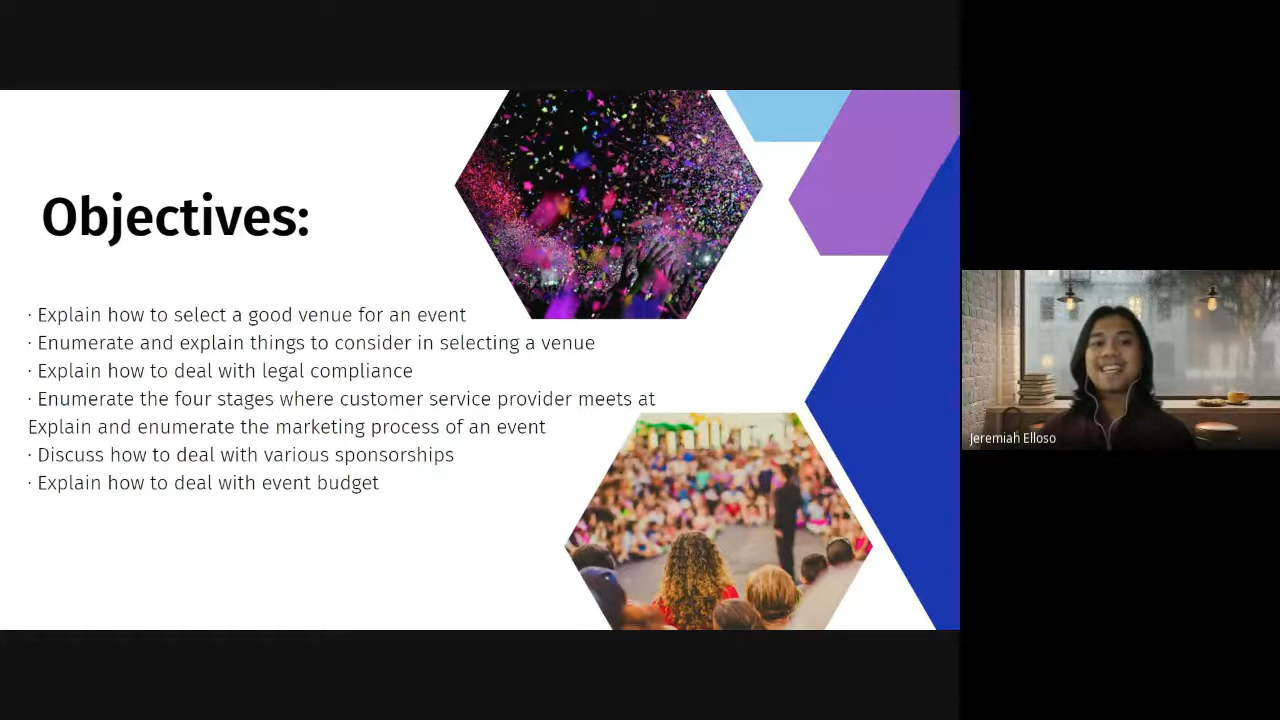 Objectives:
· Explain how to select a good venue for an event
· Enumerate and explain things to consider in selecting a venue
· Explain how to deal with legal compliance
· Enumerate the four stages where customer service provider meets at
Explain and enumerate the marketing process of an event
· Discuss how to deal with various sponsorships
· Explain how to deal with event budget
Jeremiah Elloso